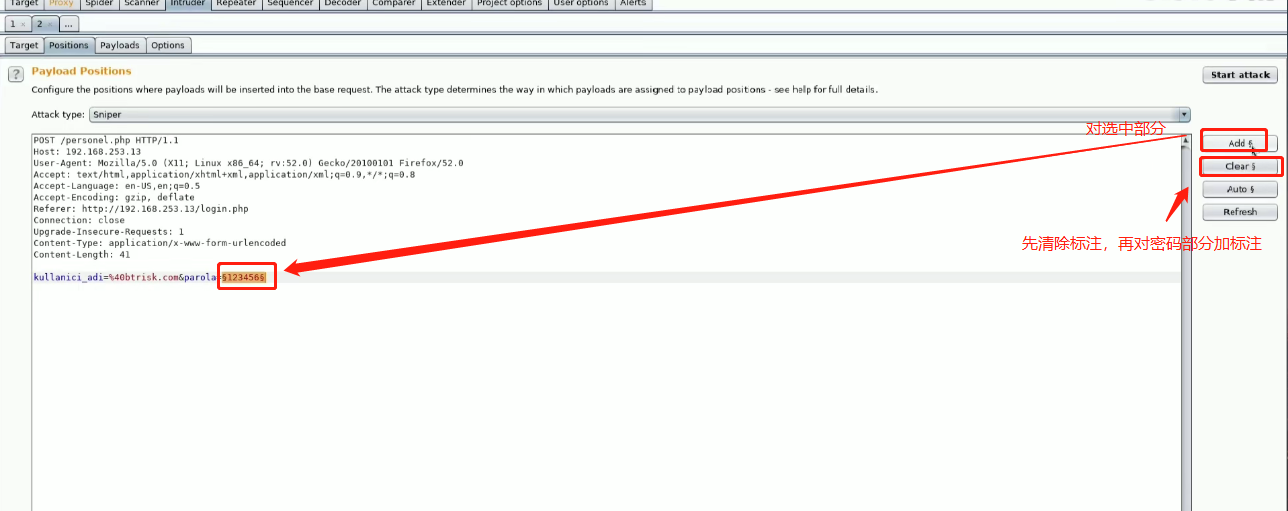 Target Proxy Spider Scanner Intruder Repeater Sequencer Decoder Comparer Extender Project options User options Alerts
1 × 2 × ...
Target Positions Payloads Options
? Payload Positions
Start attack
Configure the positions where payloads will be inserted into the base request. The attack type determines the way in which payloads are assigned to payload positions - see help for full details.
Attack type: Sniper
对选中部分
POST /personel.php HTTP/1.1
Add §
Host: 192.168.253.13
User-Agent: Mozilla/5.0 (X11; Linux x86_64; rv:52.0) Gecko/20100101 Firefox/52.0
Clear §
Accept: text/html,application/xhtml+xml,application/xml;q=0.9,*/*;q=0.8
Accept-Language: en-US,en;q=0.5
Auto §
Accept-Encoding: gzip, deflate
Referer: http://192.168.253.13/login.php
Refresh
Connection: close
Upgrade-Insecure-Requests: 1
Content-Type: application/x-www-form-urlencoded
先清除标注，再对密码部分加标注
Content-Length: 41
kullanici_adi=%40btrisk.com&parola=§123456§